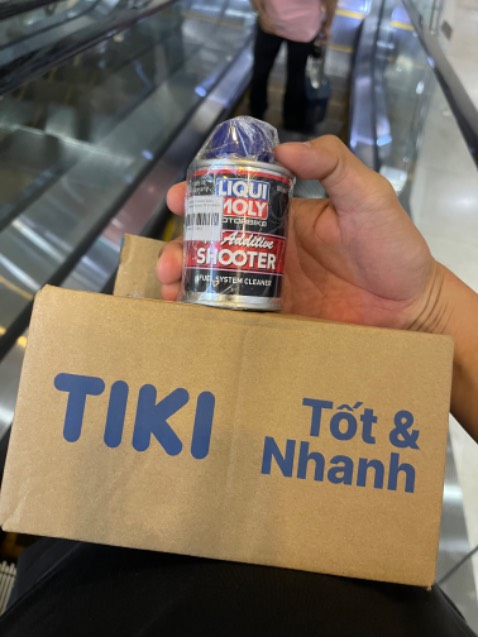 LIQUI
MOLY
MOTORBIKE
Additive
SHOOTER
FUEL SYSTEM CLEANER
TIKI
Tốt &
Nhanh